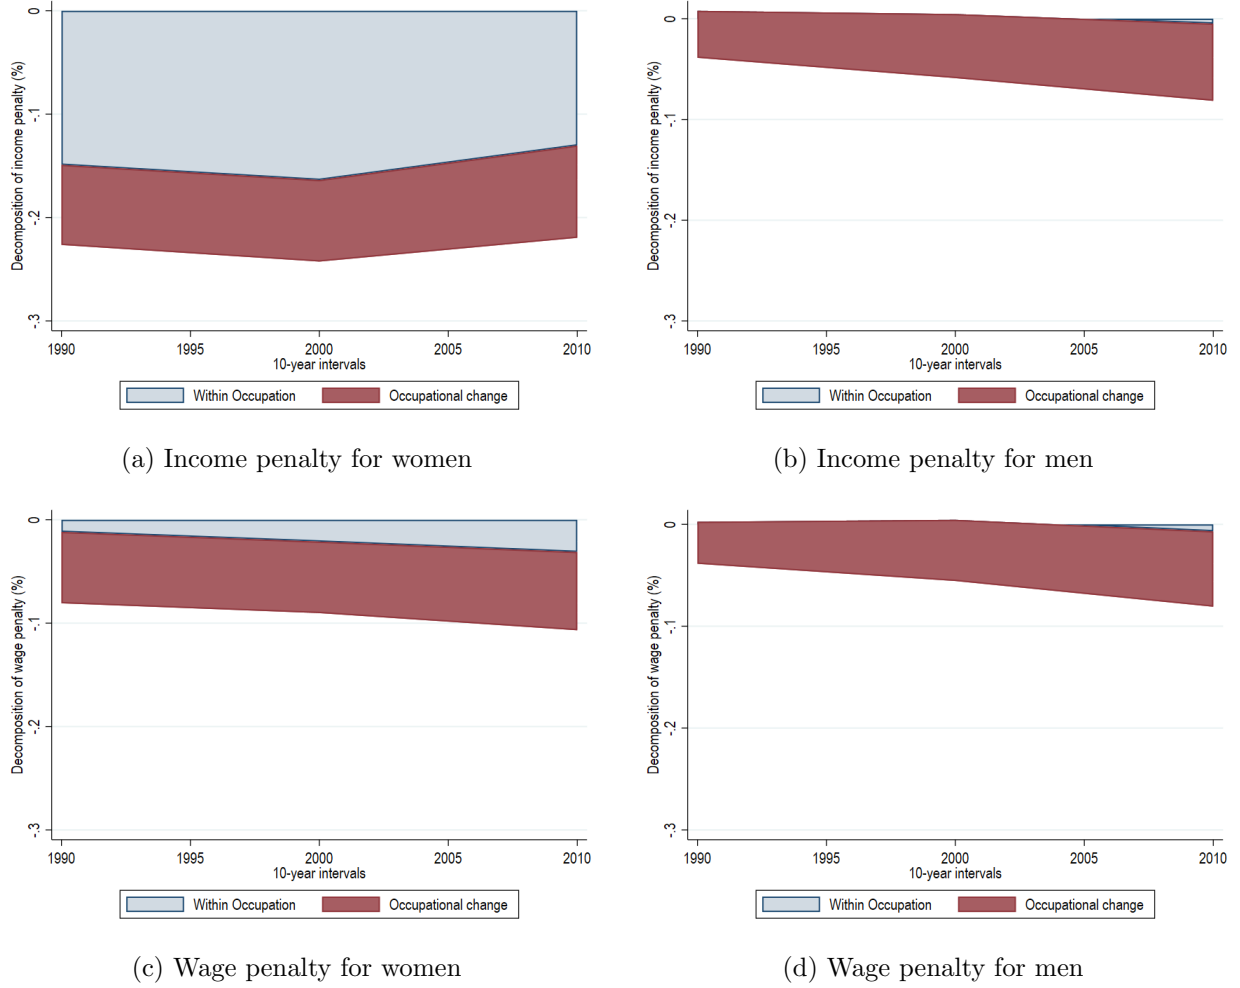 Decomposition of income penalty (%)
0
-.1
-.2
-.3
1990 1995 2000 2005 2010
10-year intervals
Within Occupation Occupational change
(a) Income penalty for women
Decomposition of income penalty (%)
0
-.1
-.2
-.3
1990 1995 2000 2005 2010
10-year intervals
Within Occupation Occupational change
(b) Income penalty for men
Decomposition of wage penalty (%)
0
-.1
-.2
-.3
1990 1995 2000 2005 2010
10-year intervals
Within Occupation Occupational change
(c) Wage penalty for women
Decomposition of wage penalty (%)
0
-.1
-.2
-.3
1990 1995 2000 2005 2010
10-year intervals
Within Occupation Occupational change
(d) Wage penalty for men